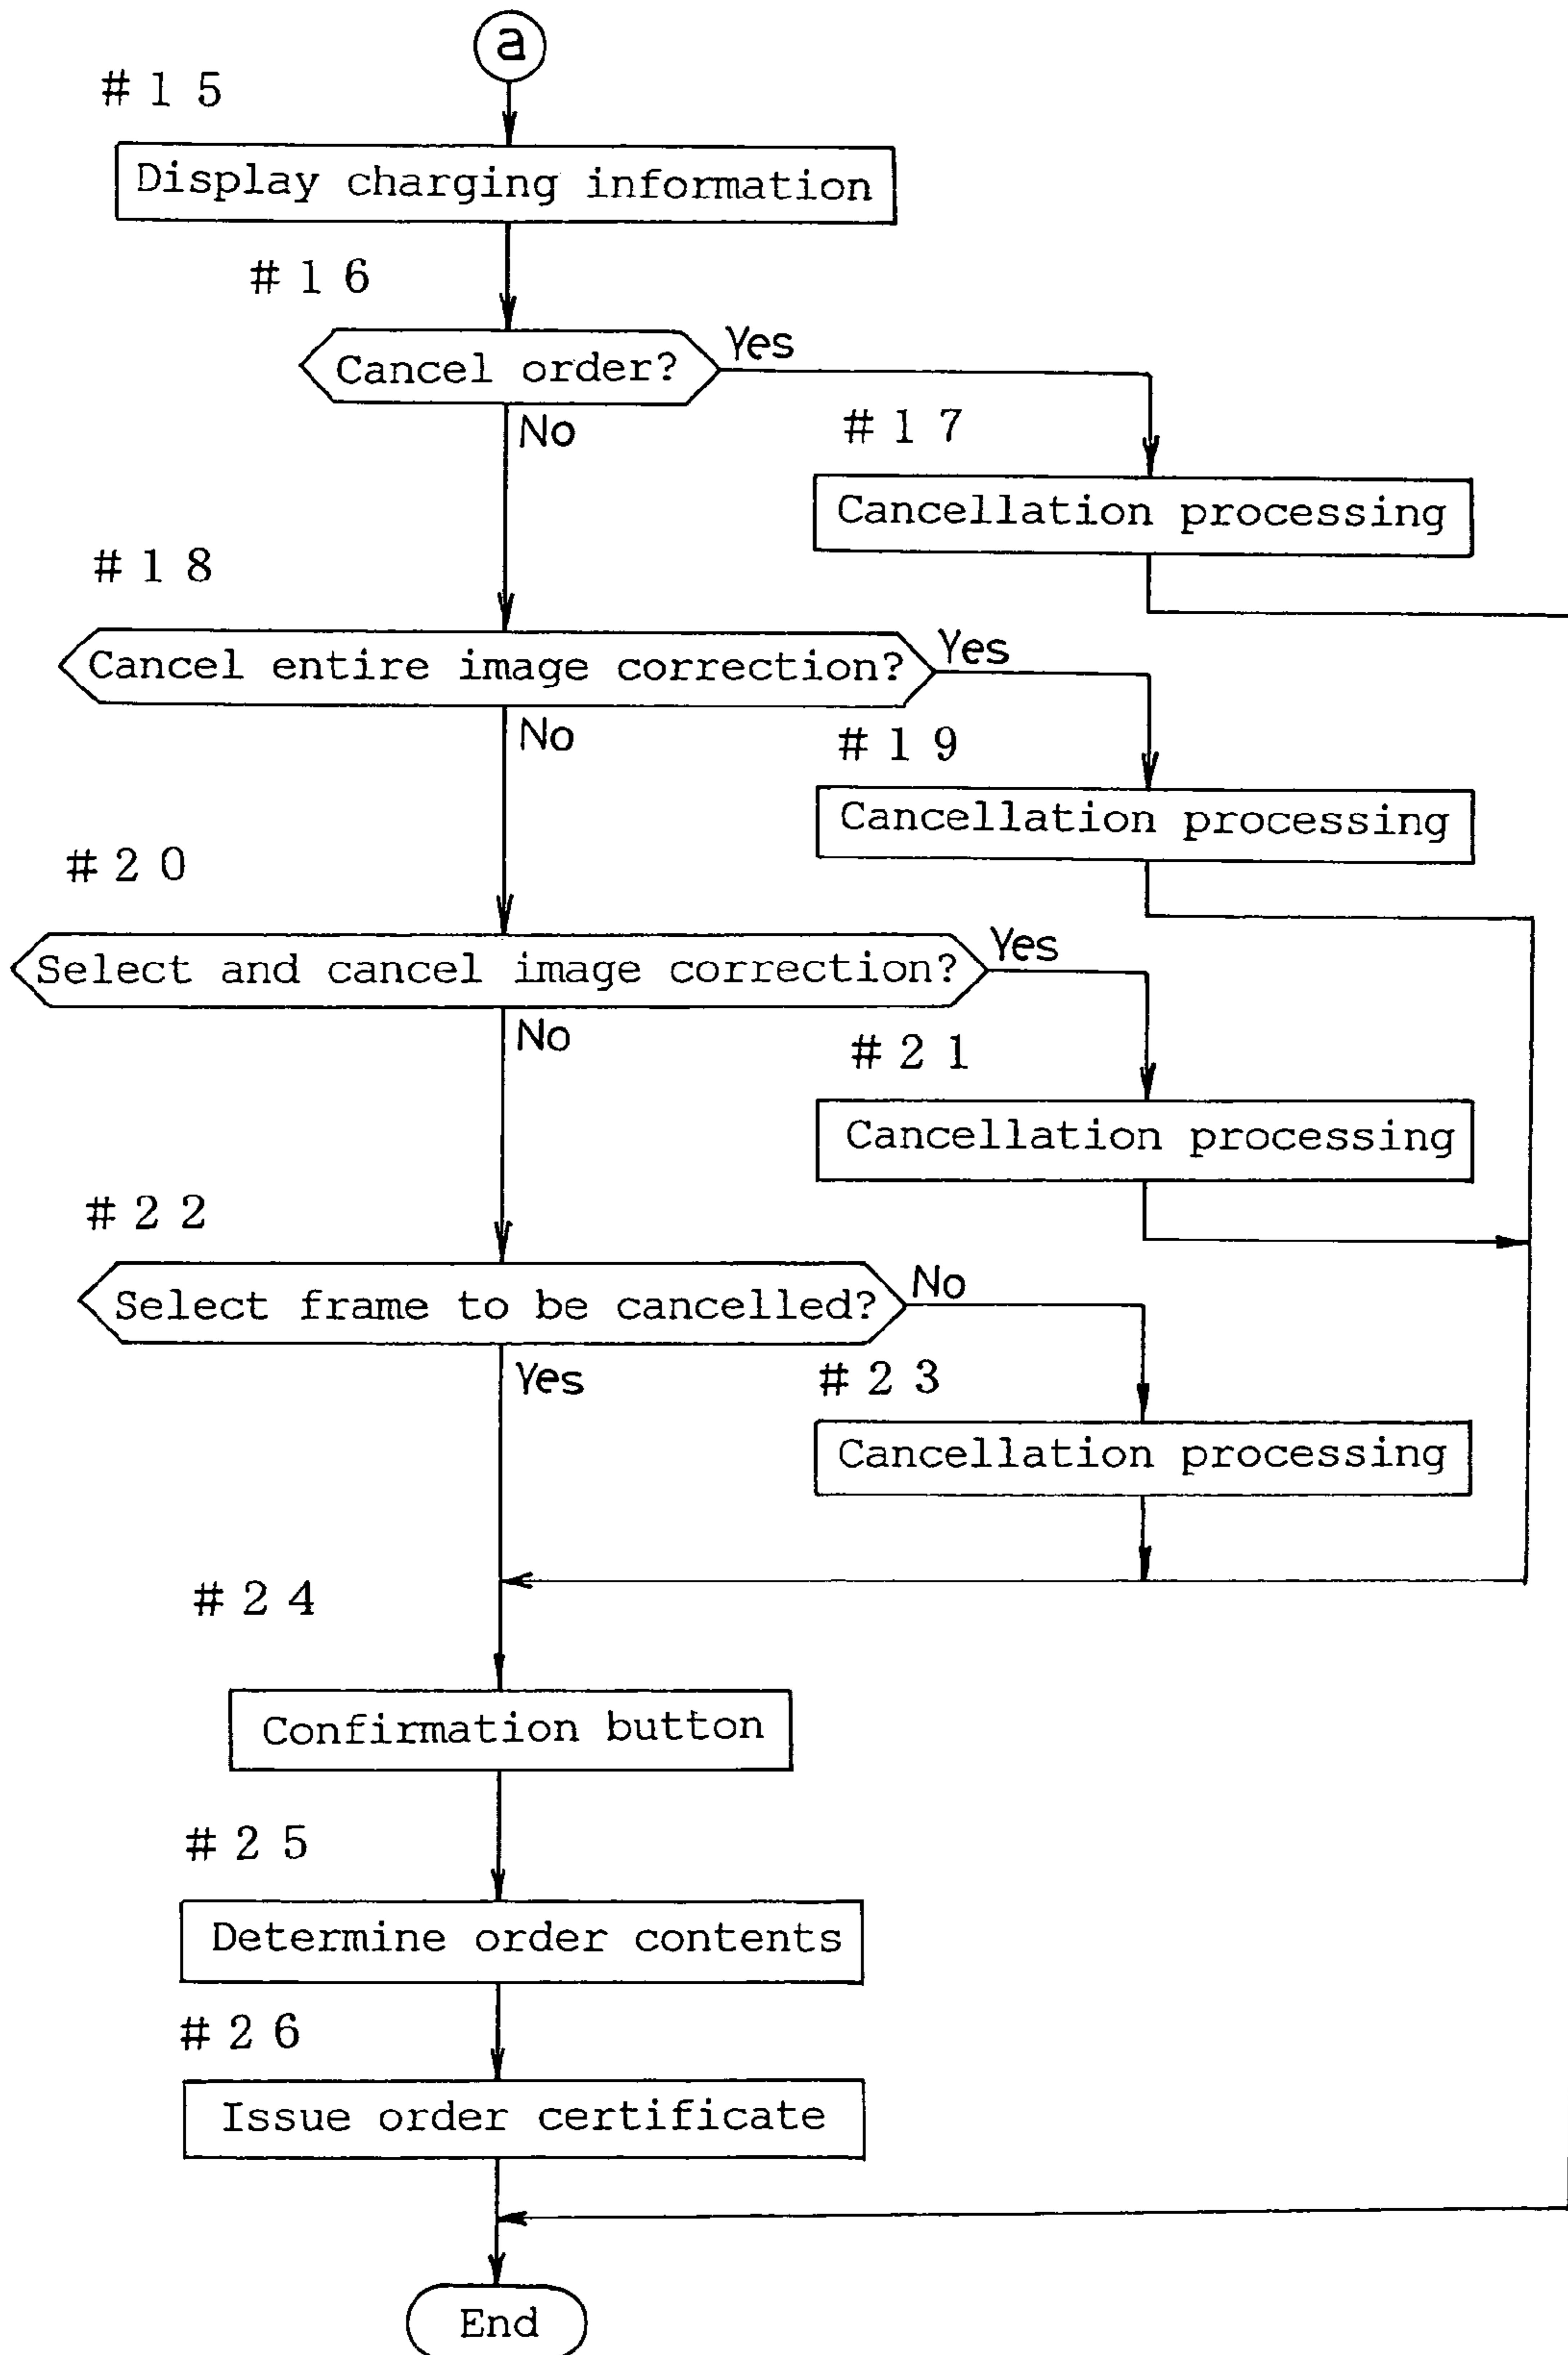 a
#15
Display charging information
#16
Cancel order?
Yes
No
#17
Cancellation processing
#18
Cancel entire image correction?
Yes
No
#19
Cancellation processing
#20
Select and cancel image correction?
Yes
No
#21
Cancellation processing
#22
Select frame to be cancelled?
No
Yes
#23
Cancellation processing
#24
Confirmation button
#25
Determine order contents
#26
Issue order certificate
End